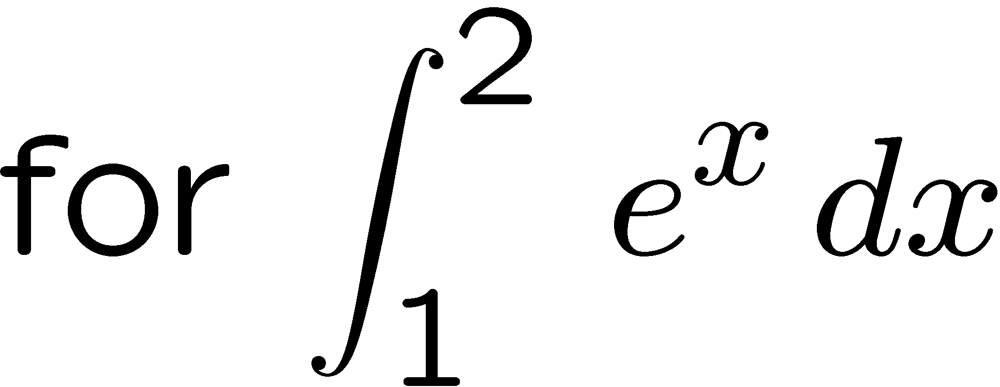 for ∫₁² eˣ dx